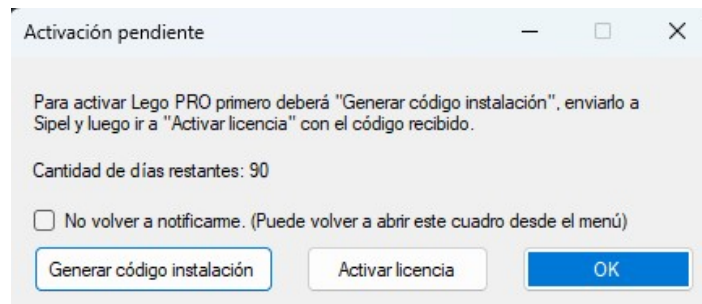 Activación pendiente
Para activar Lego PRO primero deberá "Generar código instalación", enviarlo a
Sipel y luego ir a "Activar licencia" con el código recibido.
Cantidad de días restantes: 90
No volver a notificarme. (Puede volver a abrir este cuadro desde el menú)
Generar código instalación Activar licencia OK